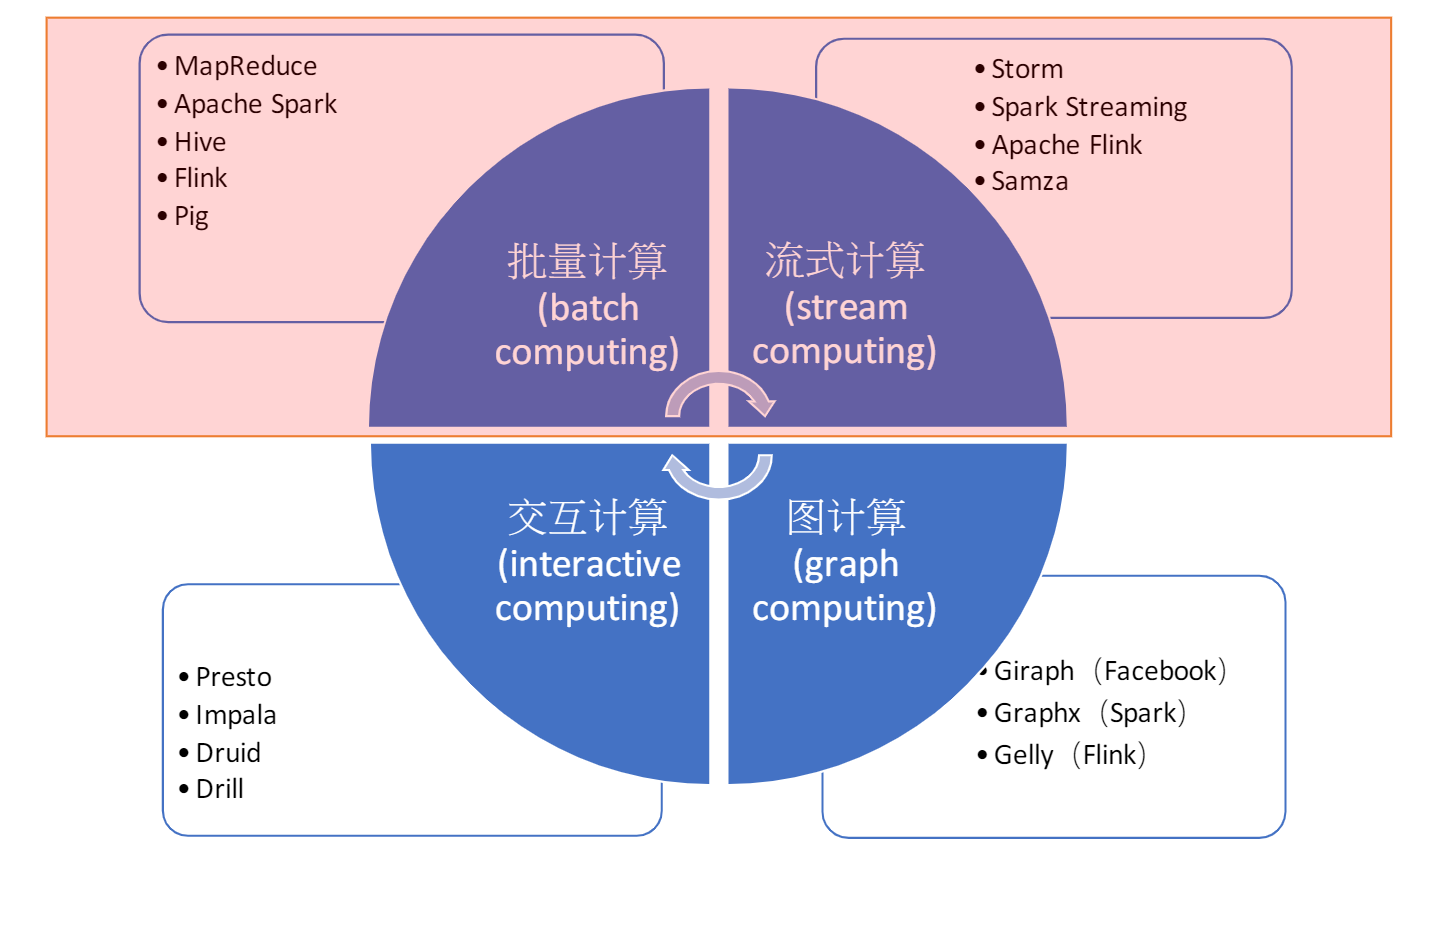 • MapReduce
• Apache Spark
• Hive
• Flink
• Pig
• Storm
• Spark Streaming
• Apache Flink
• Samza
批量计算
(batch
computing)
流式计算
(stream
computing)
交互计算
(interactive
computing)
图计算
(graph
computing)
• Presto
• Impala
• Druid
• Drill
• Giraph（Facebook）
• Graphx（Spark）
• Gelly（Flink）